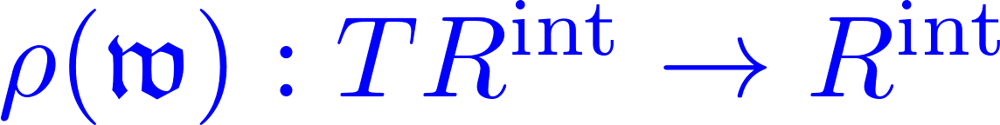 ρ(𝔴) : TR^int → R^int